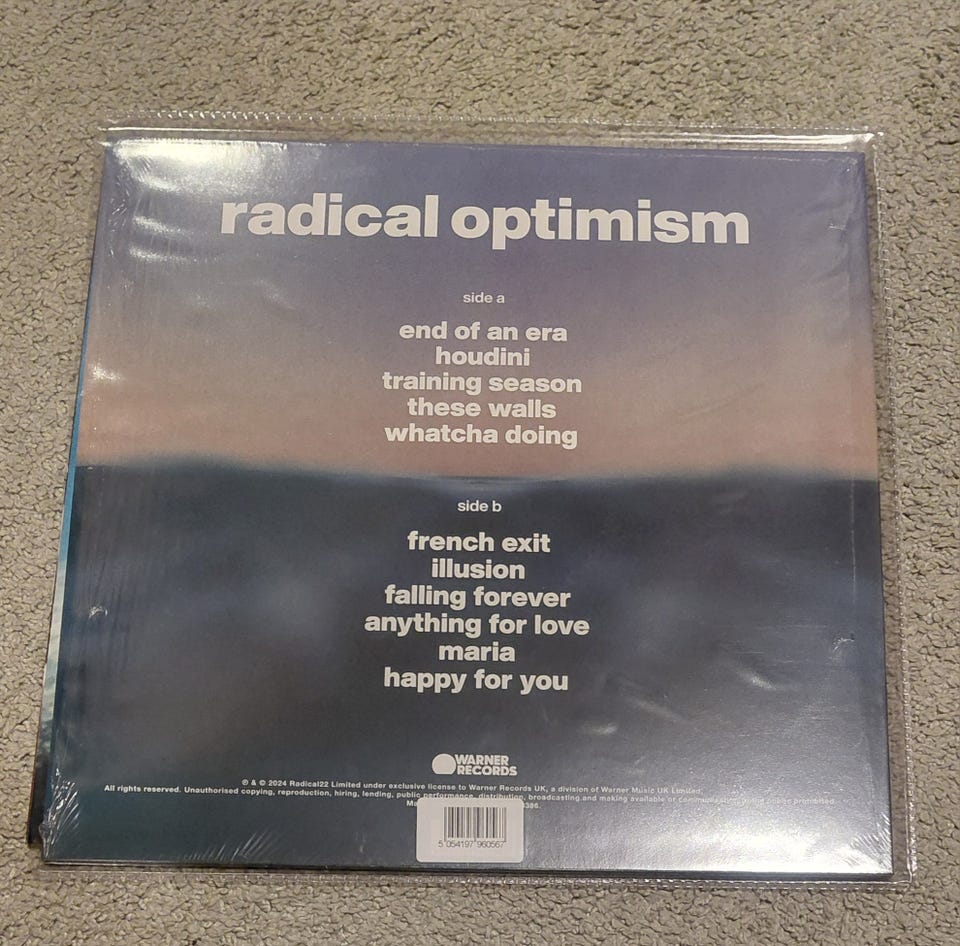 radical optimism
side a
end of an era
houdini
training season
these walls
whatcha doing
side b
french exit
illusion
falling forever
anything for love
maria
happy for you
WARNER
RECORDS
℗ & © 2024 Radical22 Limited under exclusive license to Warner Records UK, a division of Warner Music UK Limited.
All rights reserved. Unauthorised copying, reproduction, hiring, lending, public performance, distribution, broadcasting and making available or public prohibited.
5 054197 960567